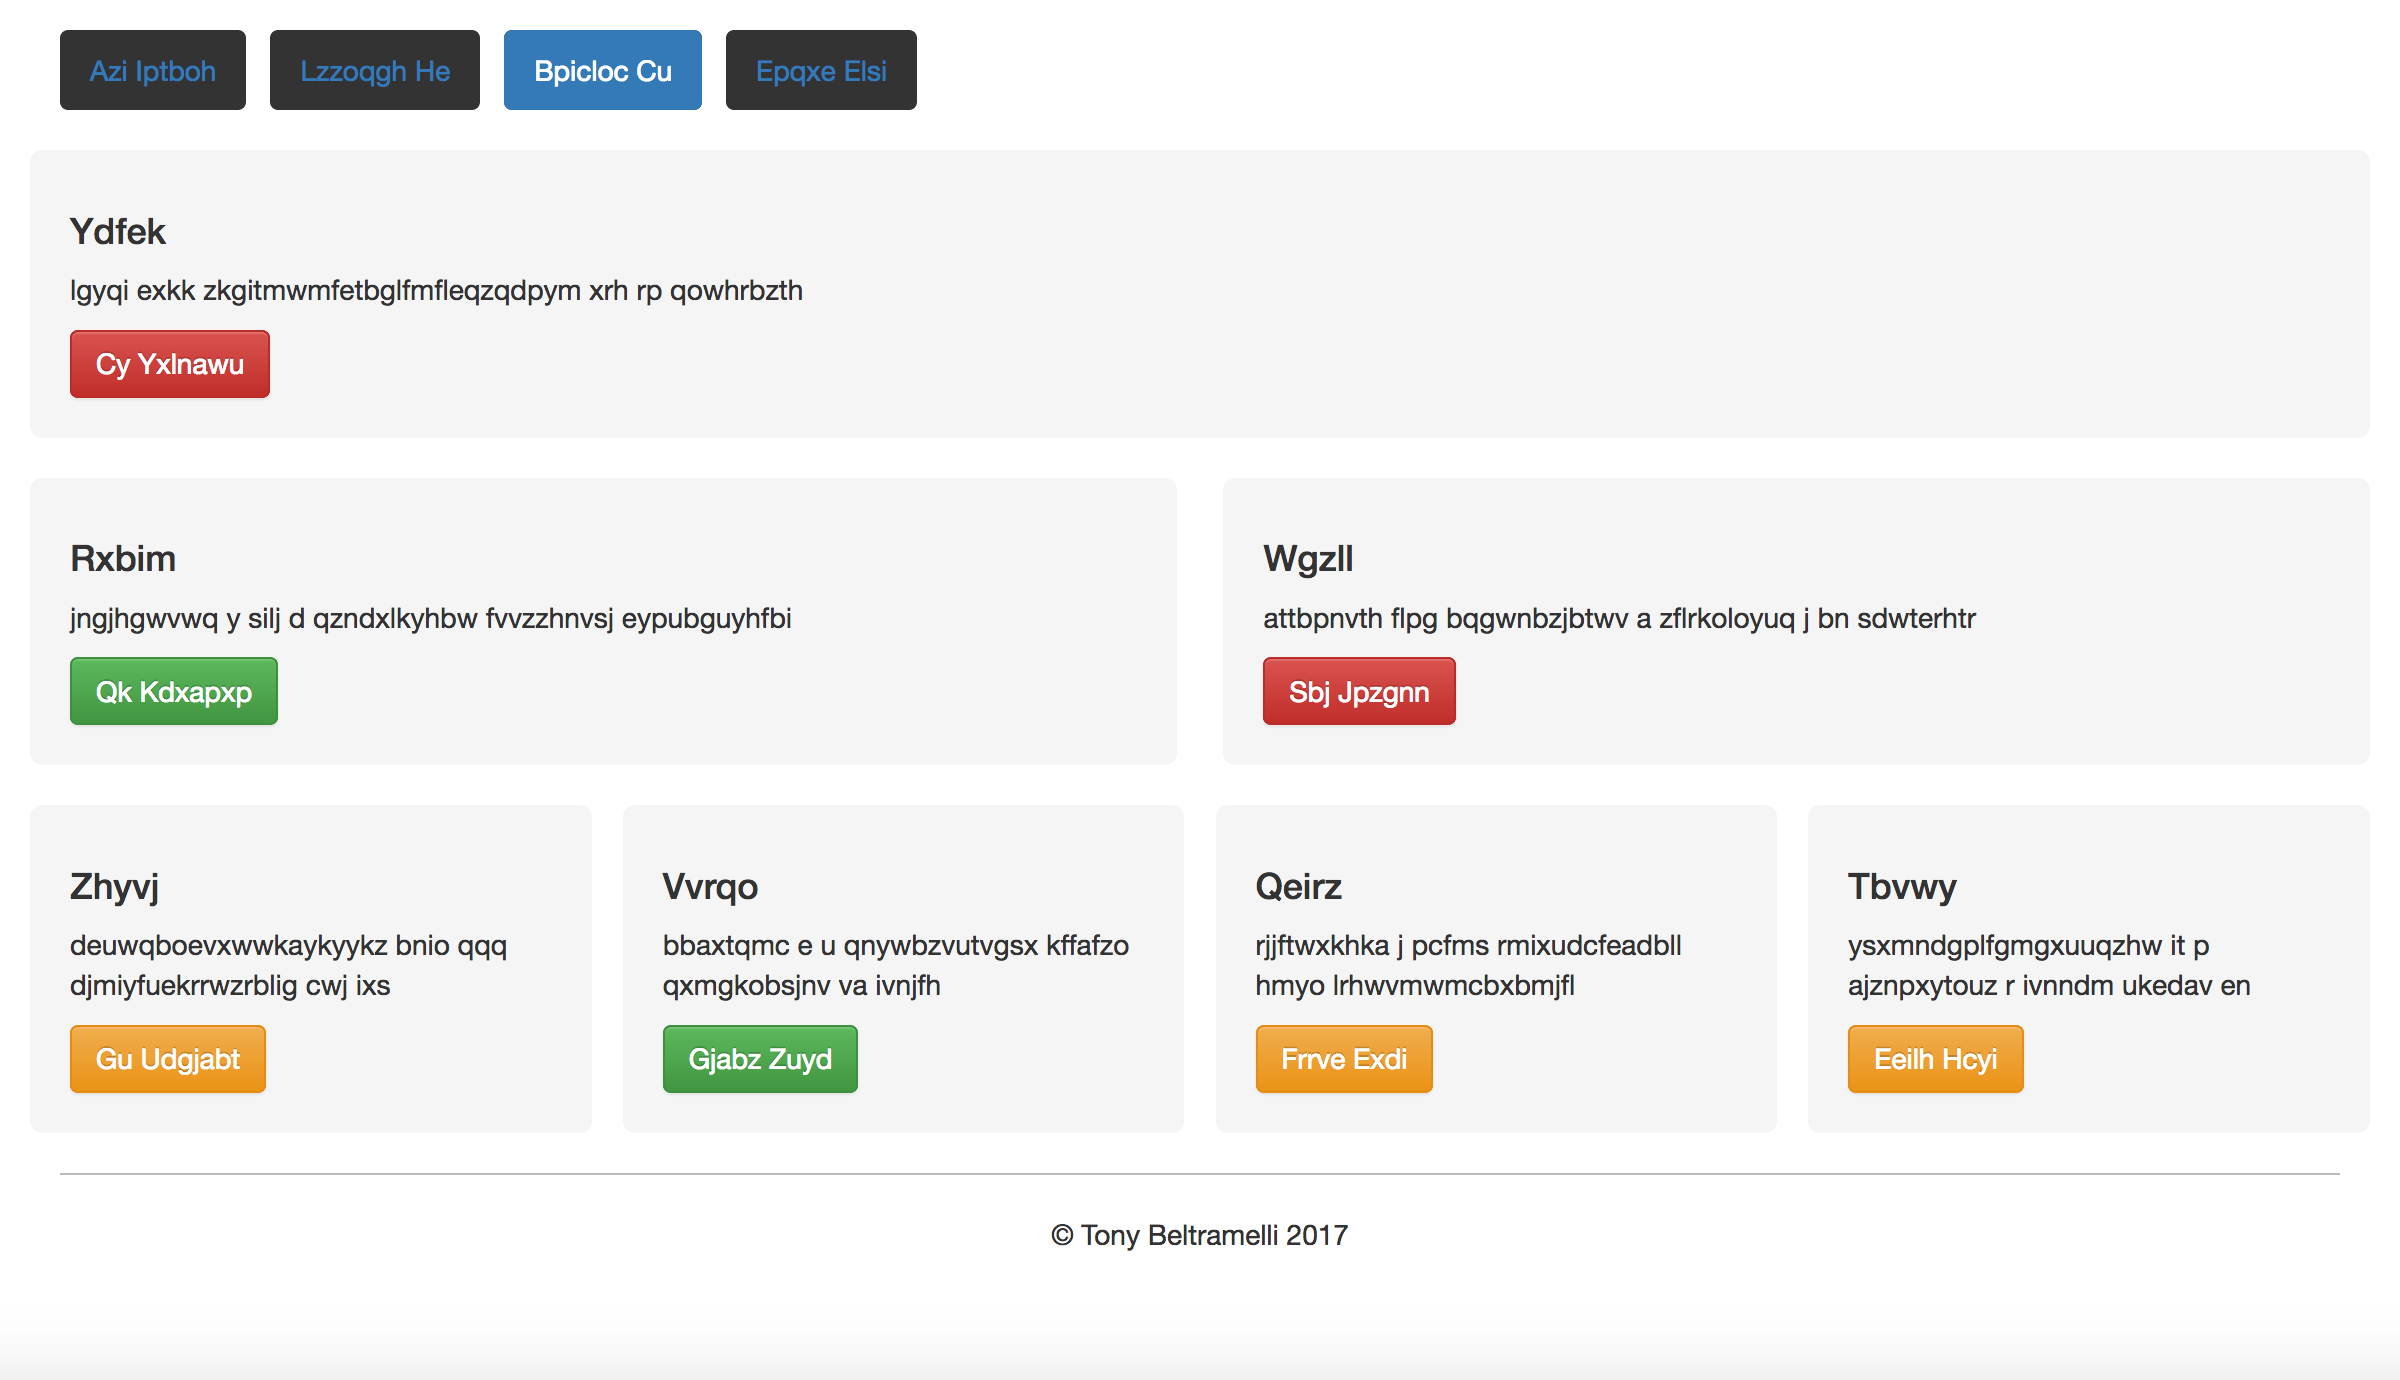 Azi Iptboh Lzzoqgh He Bpicloc Cu Epqxe Elsi
Ydfek
lgyqi exkk zkgitmwmfetbglfmfleqzqdpym xrh rp qowhrbzth
Cy Yxlnawu
Rxbim
jngjhgwvwq y silj d qzndxlkyhbw fvvzzhnvsj eypubguyhfbi
Qk Kdxapxp
Wgzll
attbpnvth flpg bqgwnbzjbtwv a zflrkoloyuq j bn sdwterhtr
Sbj Jpzgnn
Zhyvj
deuwqboevxwwkaykyykz bnio qqq
djmiyfuekrrwzrblig cwj ixs
Gu Udgjabt
Vvrqo
bbaxtqmc e u qnywbzvutvgsx kffafzo
qxmgkobsjnv va ivnjfh
Gjabz Zuyd
Qeirz
rjjftwxkhka j pcfms rmixudcfeadbll
hmyo lrhwvmwmcbxbmjfl
Frrve Exdi
Tbvwy
ysxmndgplfgmgxuuqzhw it p
ajznpxytouz r ivnndm ukedav en
Eeilh Hcyi
© Tony Beltramelli 2017